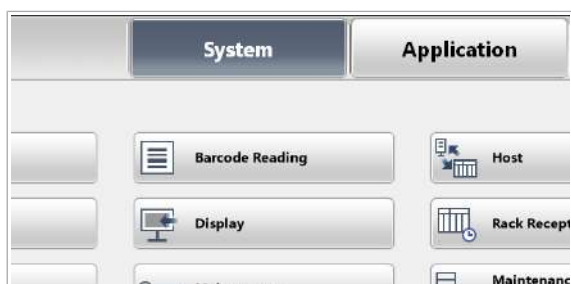 System
Application
Barcode Reading
Host
Display
Rack Recept
Maintenanc